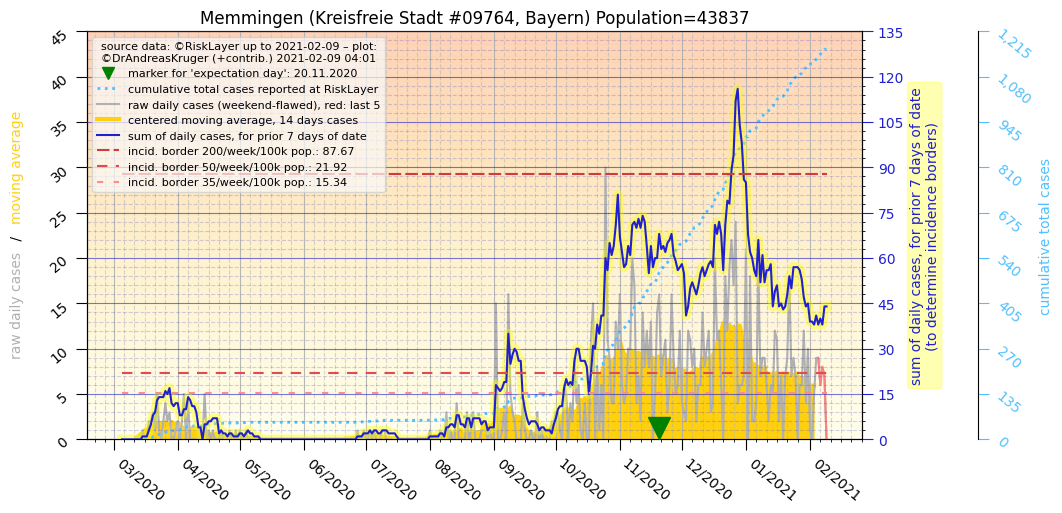 Memmingen (Kreisfreie Stadt #09764, Bayern) Population=43837
source data: ©RiskLayer up to 2021-02-09 – plot:
©DrAndreasKruger (+contrib.) 2021-02-09 04:01
marker for 'expectation day': 20.11.2020
cumulative total cases reported at RiskLayer
raw daily cases (weekend-flawed), red: last 5
centered moving average, 14 days cases
sum of daily cases, for prior 7 days of date
incid. border 200/week/100k pop.: 87.67
incid. border 50/week/100k pop.: 21.92
incid. border 35/week/100k pop.: 15.34
raw daily cases / moving average
45
40
35
30
25
20
15
10
5
0
03/2020
04/2020
05/2020
06/2020
07/2020
08/2020
09/2020
10/2020
11/2020
12/2020
01/2021
02/2021
135
120
105
90
75
60
45
30
15
0
sum of daily cases, for prior 7 days of date
(to determine incidence borders)
1,215
1,080
945
810
675
540
405
270
135
0
cumulative total cases